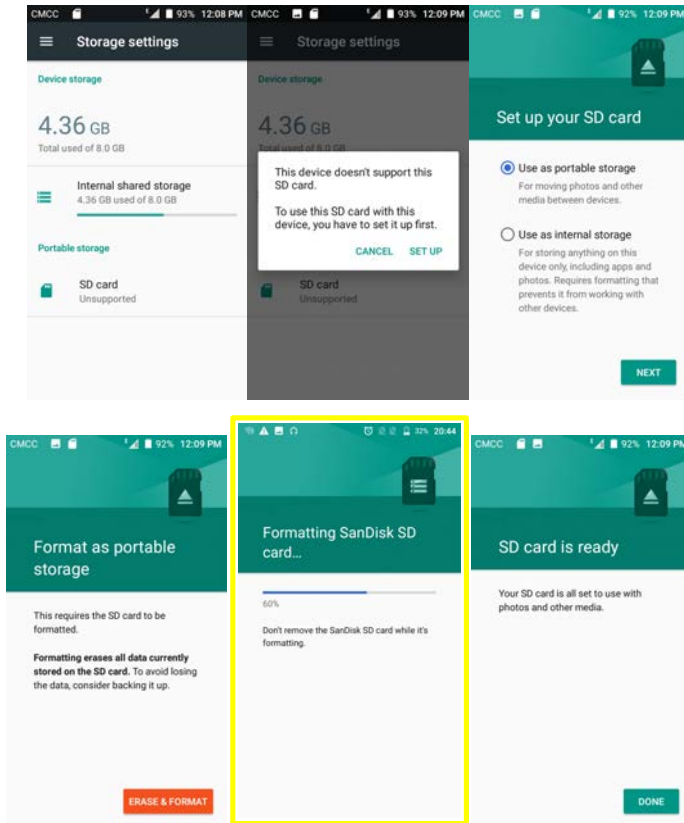 CMCC 93% 12:08 PM
Storage settings
Device storage
4.36 GB
Total used of 8.0 GB
Internal shared storage
4.36 GB used of 8.0 GB
Portable storage
SD card
Unsupported
CMCC 93% 12:09 PM
Storage settings
Device storage
4.36 GB
Total used of 8.0 GB
This device doesn't support this
SD card.
To use this SD card with this
device, you have to set it up first.
CANCEL SET UP
SD card
Unsupported
CMCC 92% 12:09 PM
Set up your SD card
Use as portable storage
For moving photos and other
media between devices.
Use as internal storage
For storing anything on this
device only, including apps and
photos. Requires formatting that
prevents it from working with
other devices.
NEXT
CMCC 92% 12:09 PM
Format as portable
storage
This requires the SD card to be
formatted.
Formatting erases all data currently
stored on the SD card. To avoid losing
the data, consider backing it up.
ERASE & FORMAT
32% 20:44
Formatting SanDisk SD
card...
60%
Don't remove the SanDisk SD card while it's
formatting.
CMCC 92% 12:09 PM
SD card is ready
Your SD card is all set to use with
photos and other media.
DONE